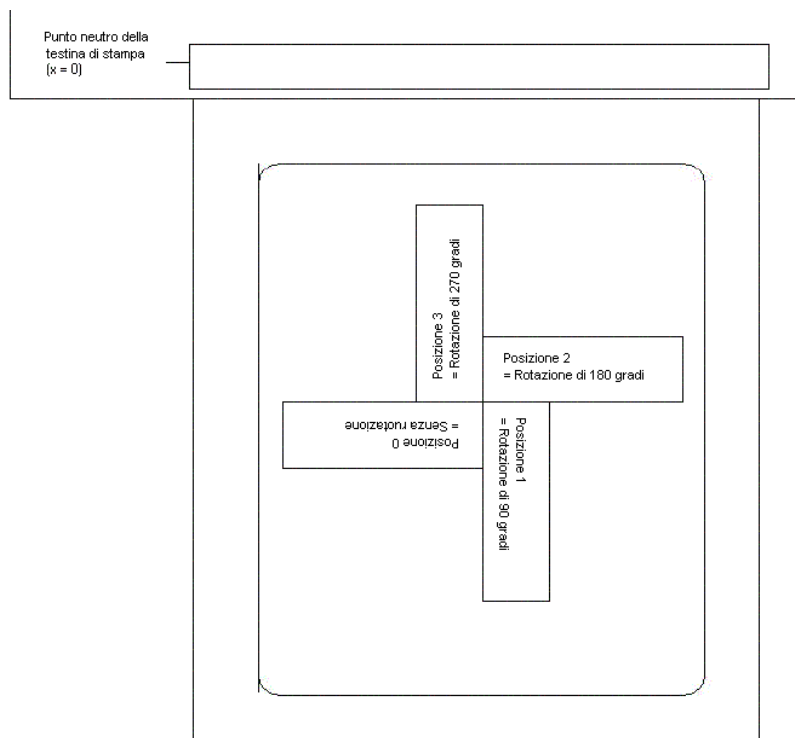 Punto neutro della
testina di stampa
(x = 0)
Posizione 3
= Rotazione di 270 gradi
Posizione 2
= Rotazione di 180 gradi
Posizione 0
= Senza ruotazione
Posizione 1
= Rotazione di 90 gradi